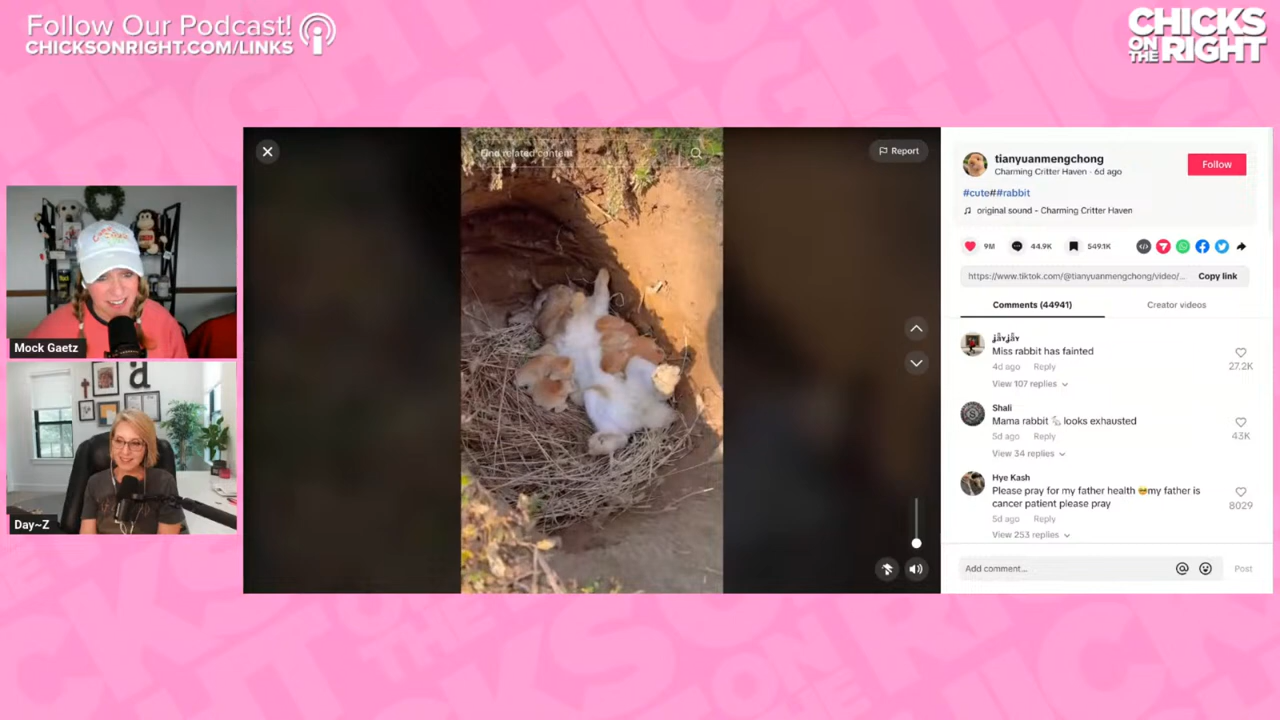 Follow Our Podcast!
CHICKSONRIGHT.COM/LINKS
CHICKS
ON THE RIGHT
Mock Gaetz
a
Day~Z
Find related content
Report
tianyuanmengchong
Charming Critter Haven · 6d ago
Follow
#cute##rabbit
original sound - Charming Critter Haven
9M
44.9K
549.1K
https://www.tiktok.com/@tianyuanmengchong/video/...
Copy link
Comments (44941)
Creator videos
Miss rabbit has fainted
4d ago Reply
27.2K
View 107 replies
Shali
Mama rabbit 🐇 looks exhausted
5d ago Reply
43K
View 34 replies
Hye Kash
Please pray for my father health 🥺my father is
cancer patient please pray
5d ago Reply
8029
View 253 replies
Add comment...
@
Post